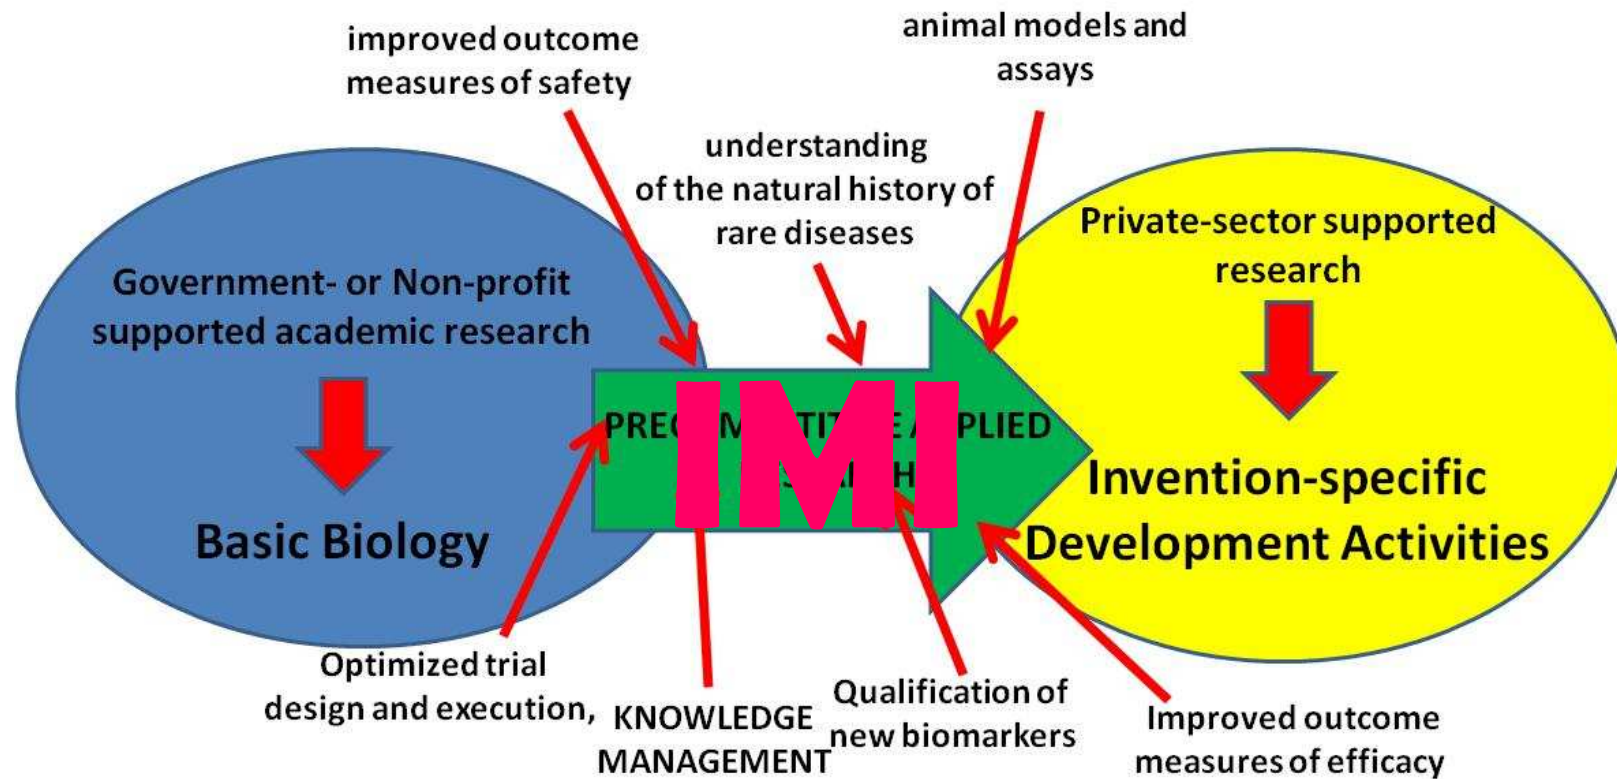 improved outcome
measures of safety
animal models and
assays
understanding
of the natural history of
rare diseases
Government- or Non-profit
supported academic research
Basic Biology
Private-sector supported
research
Invention-specific
Development Activities
IMI
PLIED
Optimized trial
design and execution,
KNOWLEDGE
MANAGEMENT
Qualification of
new biomarkers
Improved outcome
measures of efficacy